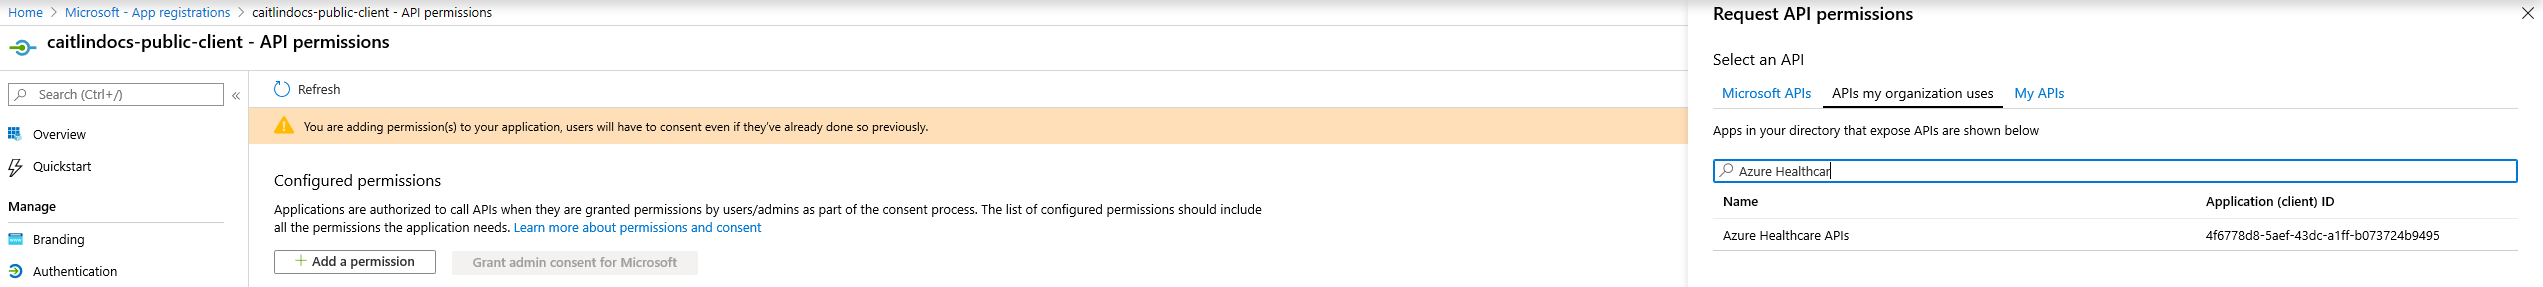 Home > Microsoft - App registrations > caitlindocs-public-client - API permissions
caitlindocs-public-client - API permissions
Search (Ctrl+/)
«
Overview
Quickstart
Manage
Branding
Authentication
Refresh
You are adding permission(s) to your application, users will have to consent even if they've already done so previously.
Configured permissions
Applications are authorized to call APIs when they are granted permissions by users/admins as part of the consent process. The list of configured permissions should include
all the permissions the application needs. Learn more about permissions and consent
+ Add a permission Grant admin consent for Microsoft
Request API permissions
Select an API
Microsoft APIs APIs my organization uses My APIs
Apps in your directory that expose APIs are shown below
Azure Healthcar
Name Application (client) ID
Azure Healthcare APIs 4f6778d8-5aef-43dc-a1ff-b073724b9495